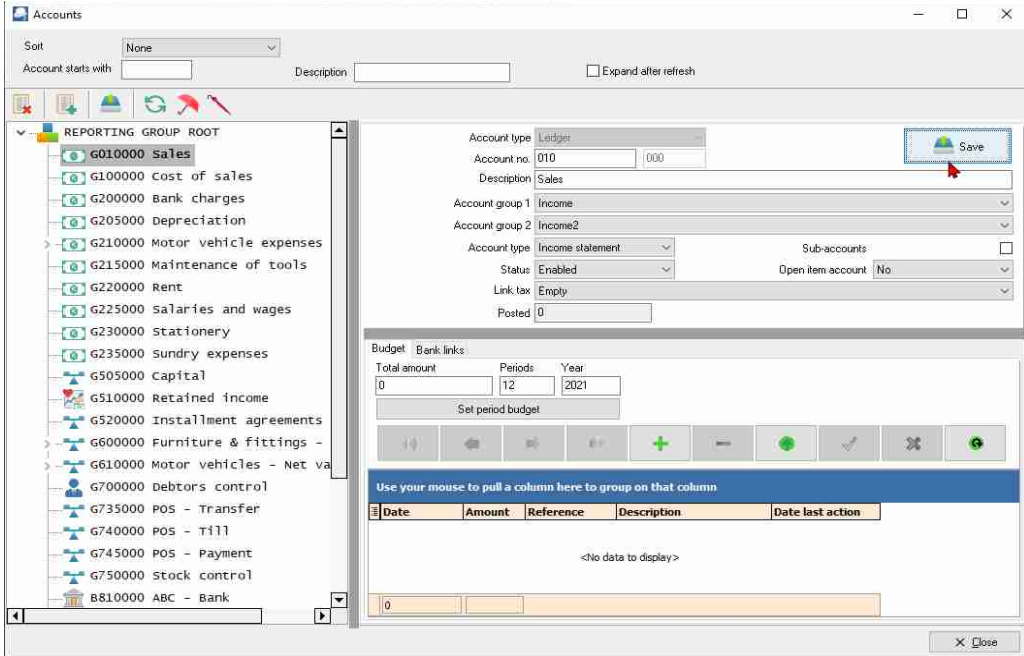 Accounts
Sort None
Account starts with
Description
Expand after refresh
REPORTING GROUP ROOT
G010000 Sales
G100000 Cost of sales
G200000 Bank charges
G205000 Depreciation
G210000 Motor vehicle expenses
G215000 Maintenance of tools
G220000 Rent
G225000 Salaries and wages
G230000 Stationery
G235000 Sundry expenses
G505000 Capital
G510000 Retained income
G520000 Installment agreements
G600000 Furniture & fittings -
G610000 Motor vehicles - Net va
G700000 Debtors control
G735000 POS - Transfer
G740000 POS - Till
G745000 POS - Payment
G750000 Stock control
B810000 ABC - Bank
Account type Ledger
Save
Account no. 010 000
Description Sales
Account group 1 Income
Account group 2 Income2
Account type Income statement Sub-accounts
Status Enabled Open item account No
Link tax Empty
Posted 0
Budget Bank links
Total amount Periods Year
0 12 2021
Set period budget
Use your mouse to pull a column here to group on that column
Date Amount Reference Description Date last action
<No data to display>
0
Close